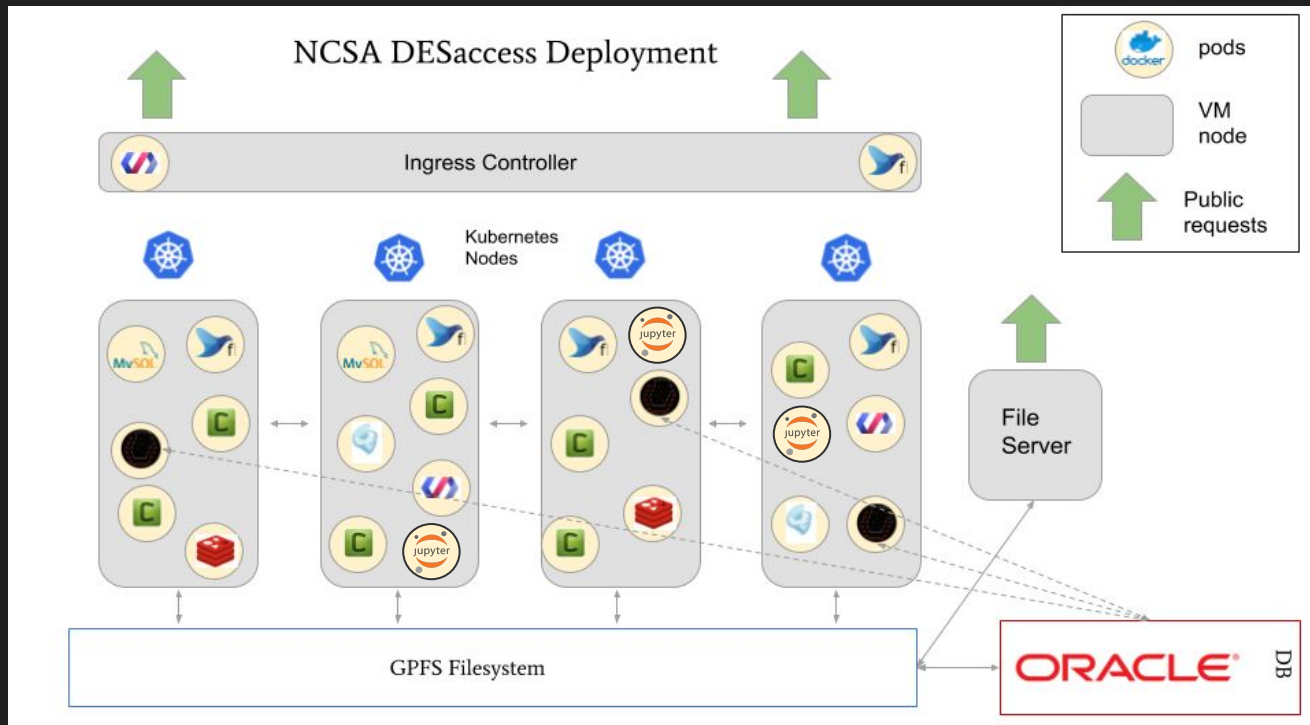 NCSA DESaccess Deployment
docker
pods
VM
node
Public
requests
Ingress Controller
f
Kubernetes
Nodes
MySQL
f
C
C
MySQL
f
C
C
jupyter
f
jupyter
C
C
f
C
jupyter
File
Server
GPFS Filesystem
ORACLE
DB